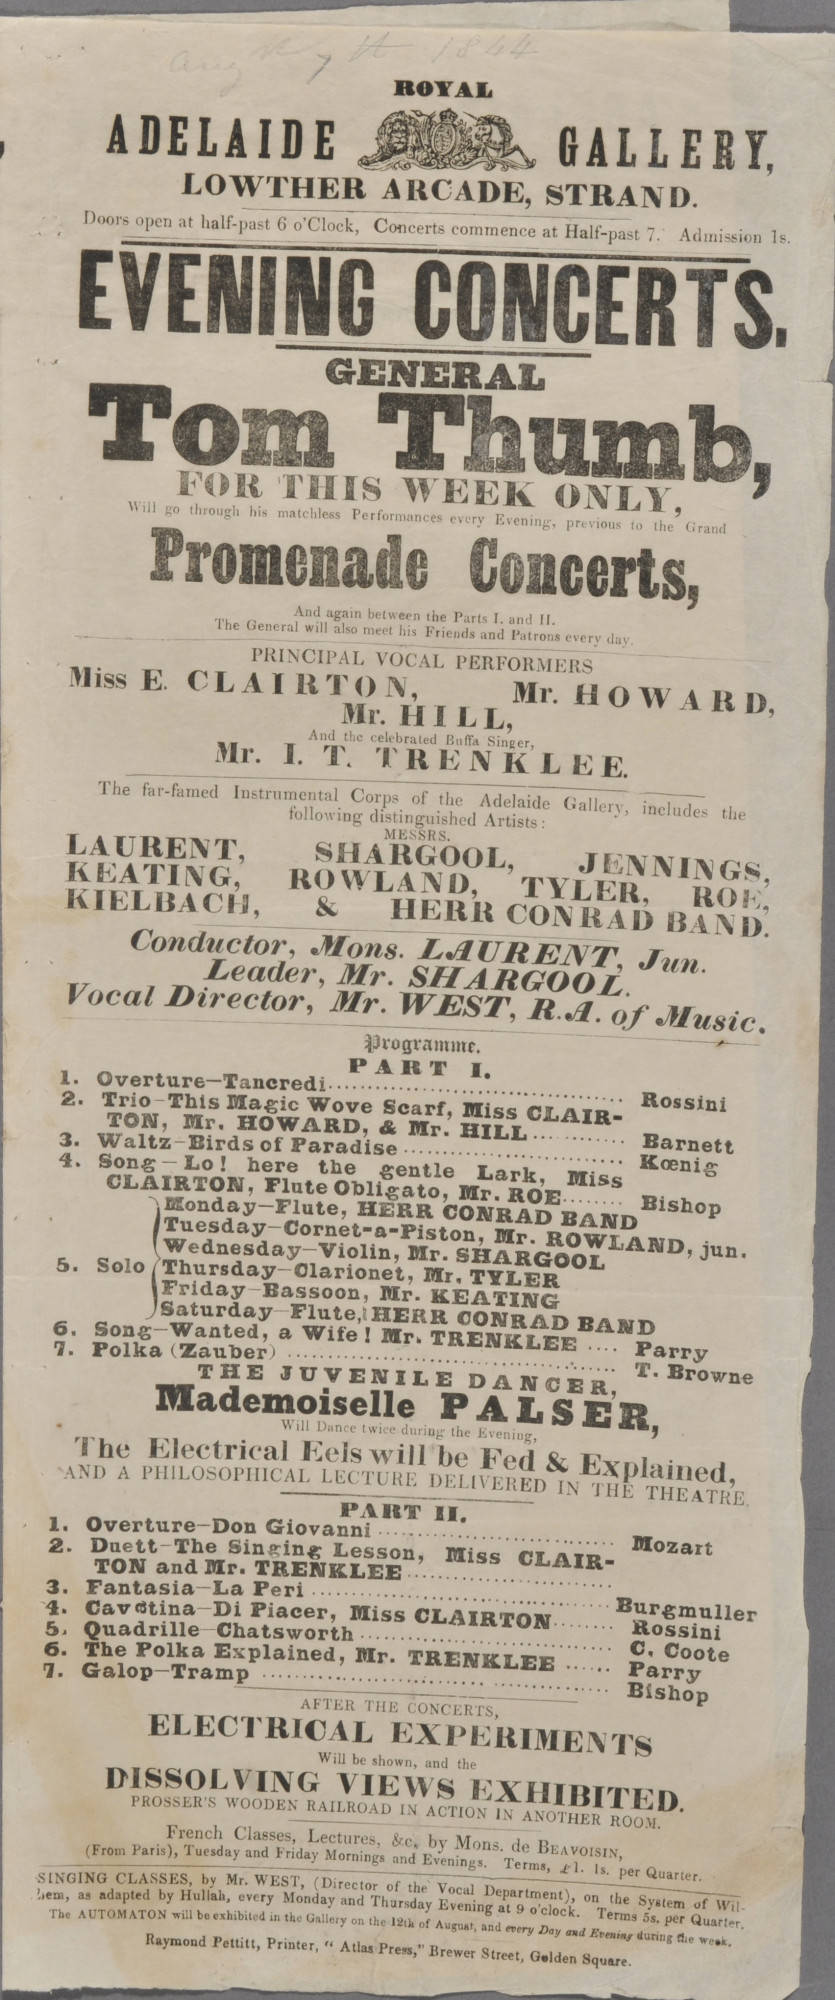 Aug 7th 1844
ROYAL
ADELAIDE GALLERY,
LOWTHER ARCADE, STRAND.
Doors open at half-past 6 o'Clock, Concerts commence at Half-past 7. Admission 1s.
EVENING CONCERTS.
GENERAL
Tom Thumb,
FOR THIS WEEK ONLY,
Will go through his matchless Performances every Evening, previous to the Grand
Promenade Concerts,
And again between the Parts I. and II.
The General will also meet his Friends and Patrons every day.
PRINCIPAL VOCAL PERFORMERS
Miss E. CLAIRTON, Mr. HOWARD,
Mr. HILL,
And the celebrated Buffa Singer,
Mr. I. T. TRENKLEE.
The far-famed Instrumental Corps of the Adelaide Gallery, includes the
following distinguished Artists:
MESSRS.
LAURENT, SHARGOOL, JENNINGS,
KEATING, ROWLAND, TYLER, ROE,
KIELBACH, & HERR CONRAD BAND.
Conductor, Mons. LAURENT, Jun.
Leader, Mr. SHARGOOL.
Vocal Director, Mr. WEST, R.A. of Music.
Programme.
PART I.
1. Overture—Tancredi........ Rossini
2. Trio—This Magic Wove Scarf, Miss CLAIR-
TON, Mr. HOWARD, & Mr. HILL........ Barnett
3. Waltz—Birds of Paradise........ Kœnig
4. Song—Lo! here the gentle Lark, Miss
CLAIRTON, Flute Obligato, Mr. ROE........ Bishop
Monday—Flute, HERR CONRAD BAND
Tuesday—Cornet-a-Piston, Mr. ROWLAND, jun.
Wednesday—Violin, Mr. SHARGOOL
5. Solo Thursday—Clarionet, Mr. TYLER
Friday—Bassoon, Mr. KEATING
Saturday—Flute, HERR CONRAD BAND
6. Song—Wanted, a Wife! Mr. TRENKLEE .... Parry
7. Polka (Zauber) ........ T. Browne
THE JUVENILE DANCER,
Mademoiselle PALSER,
Will Dance twice during the Evening,
The Electrical Eels will be Fed & Explained,
AND A PHILOSOPHICAL LECTURE DELIVERED IN THE THEATRE.
PART II.
1. Overture—Don Giovanni ........ Mozart
2. Duett—The Singing Lesson, Miss CLAIR-
TON and Mr. TRENKLEE........
3. Fantasia—La Peri ........ Burgmuller
4. Cavatina—Di Piacer, Miss CLAIRTON........ Rossini
5. Quadrille—Chatsworth ........ C. Coote
6. The Polka Explained, Mr. TRENKLEE ...... Parry
7. Galop—Tramp ........ Bishop
AFTER THE CONCERTS,
ELECTRICAL EXPERIMENTS
Will be shown, and the
DISSOLVING VIEWS EXHIBITED.
PROSSER'S WOODEN RAILROAD IN ACTION IN ANOTHER ROOM.
French Classes, Lectures, &c, by Mons. de BEAVOISIN,
(From Paris), Tuesday and Friday Mornings and Evenings. Terms, £1. 1s. per Quarter.
SINGING CLASSES, by Mr. WEST, (Director of the Vocal Department), on the System of Wil-
hem, as adapted by Hullah, every Monday and Thursday Evening at 9 o'clock. Terms 5s. per Quarter.
The AUTOMATON will be exhibited in the Gallery on the 12th of August, and every Day and Evening during the week.
Raymond Pettitt, Printer, "Atlas Press," Brewer Street, Golden Square.